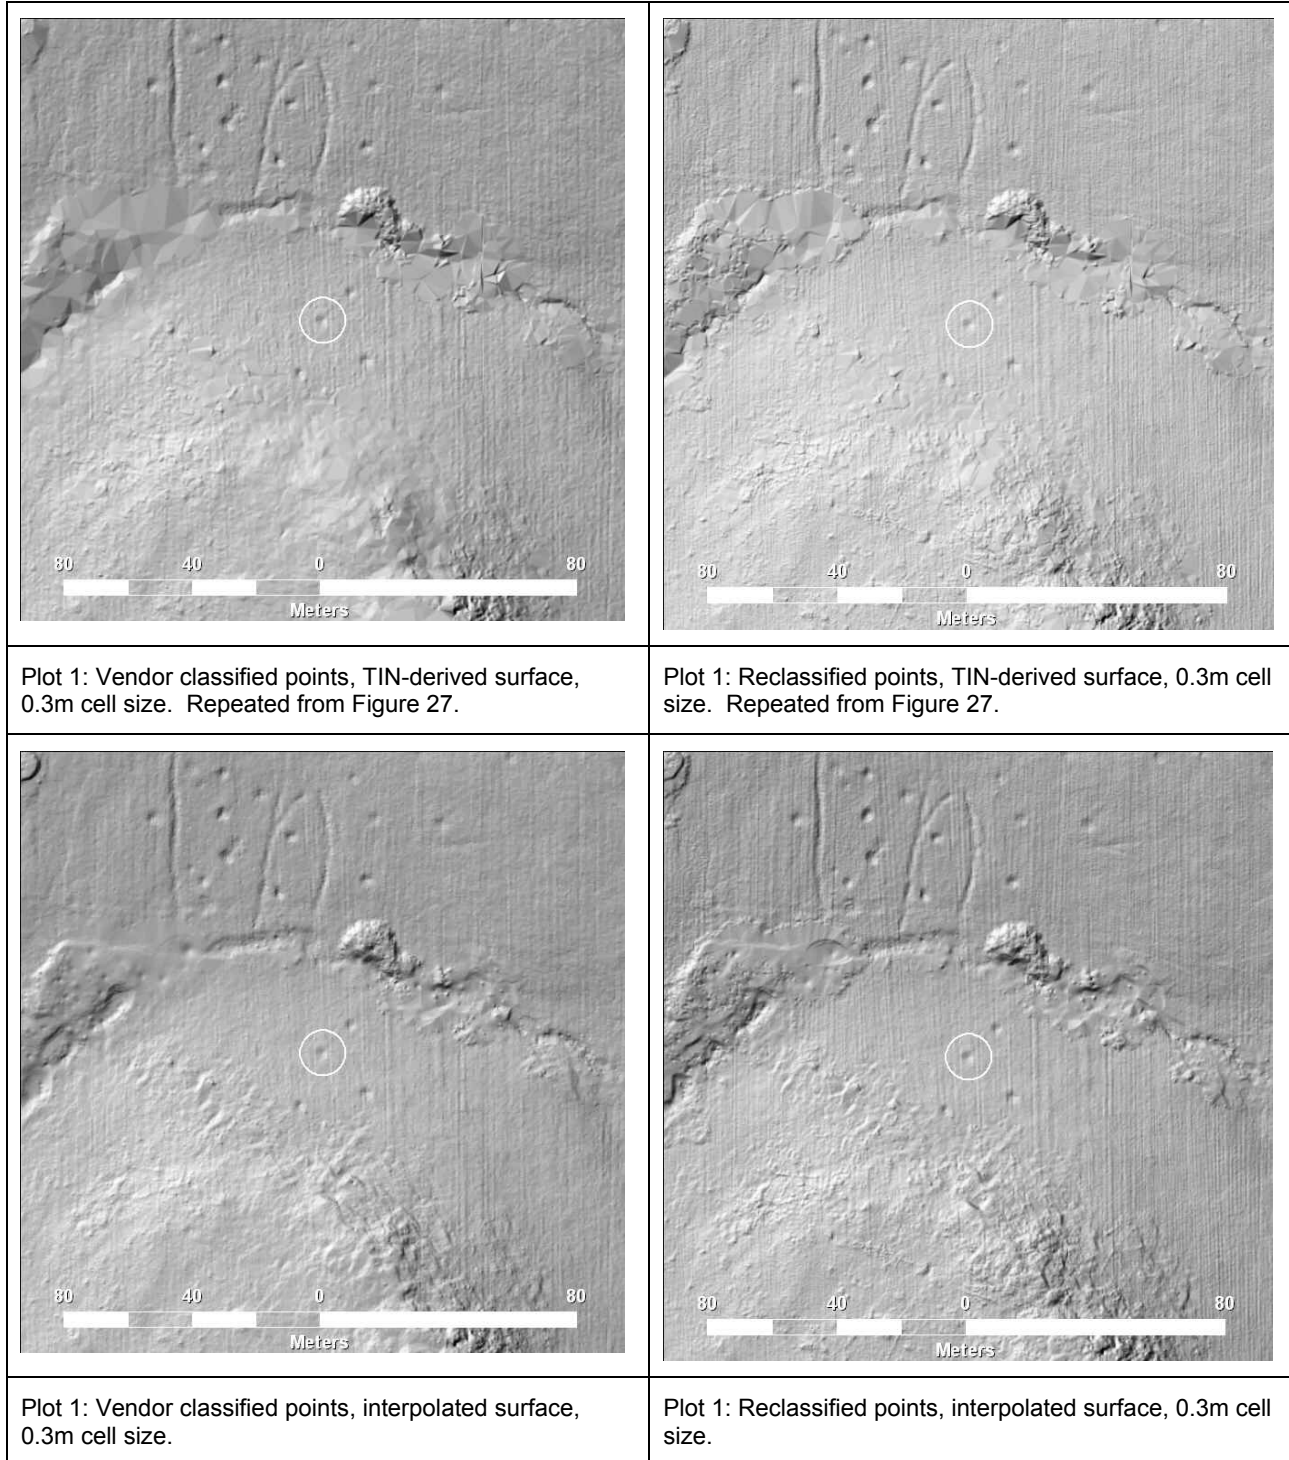 80 40 0 80
Meters
80 40 0 80
Meters
Plot 1: Vendor classified points, TIN-derived surface,
0.3m cell size.  Repeated from Figure 27.
Plot 1: Reclassified points, TIN-derived surface, 0.3m cell
size.  Repeated from Figure 27.
80 40 0 80
Meters
80 40 0 80
Meters
Plot 1: Vendor classified points, interpolated surface,
0.3m cell size.
Plot 1: Reclassified points, interpolated surface, 0.3m cell
size.